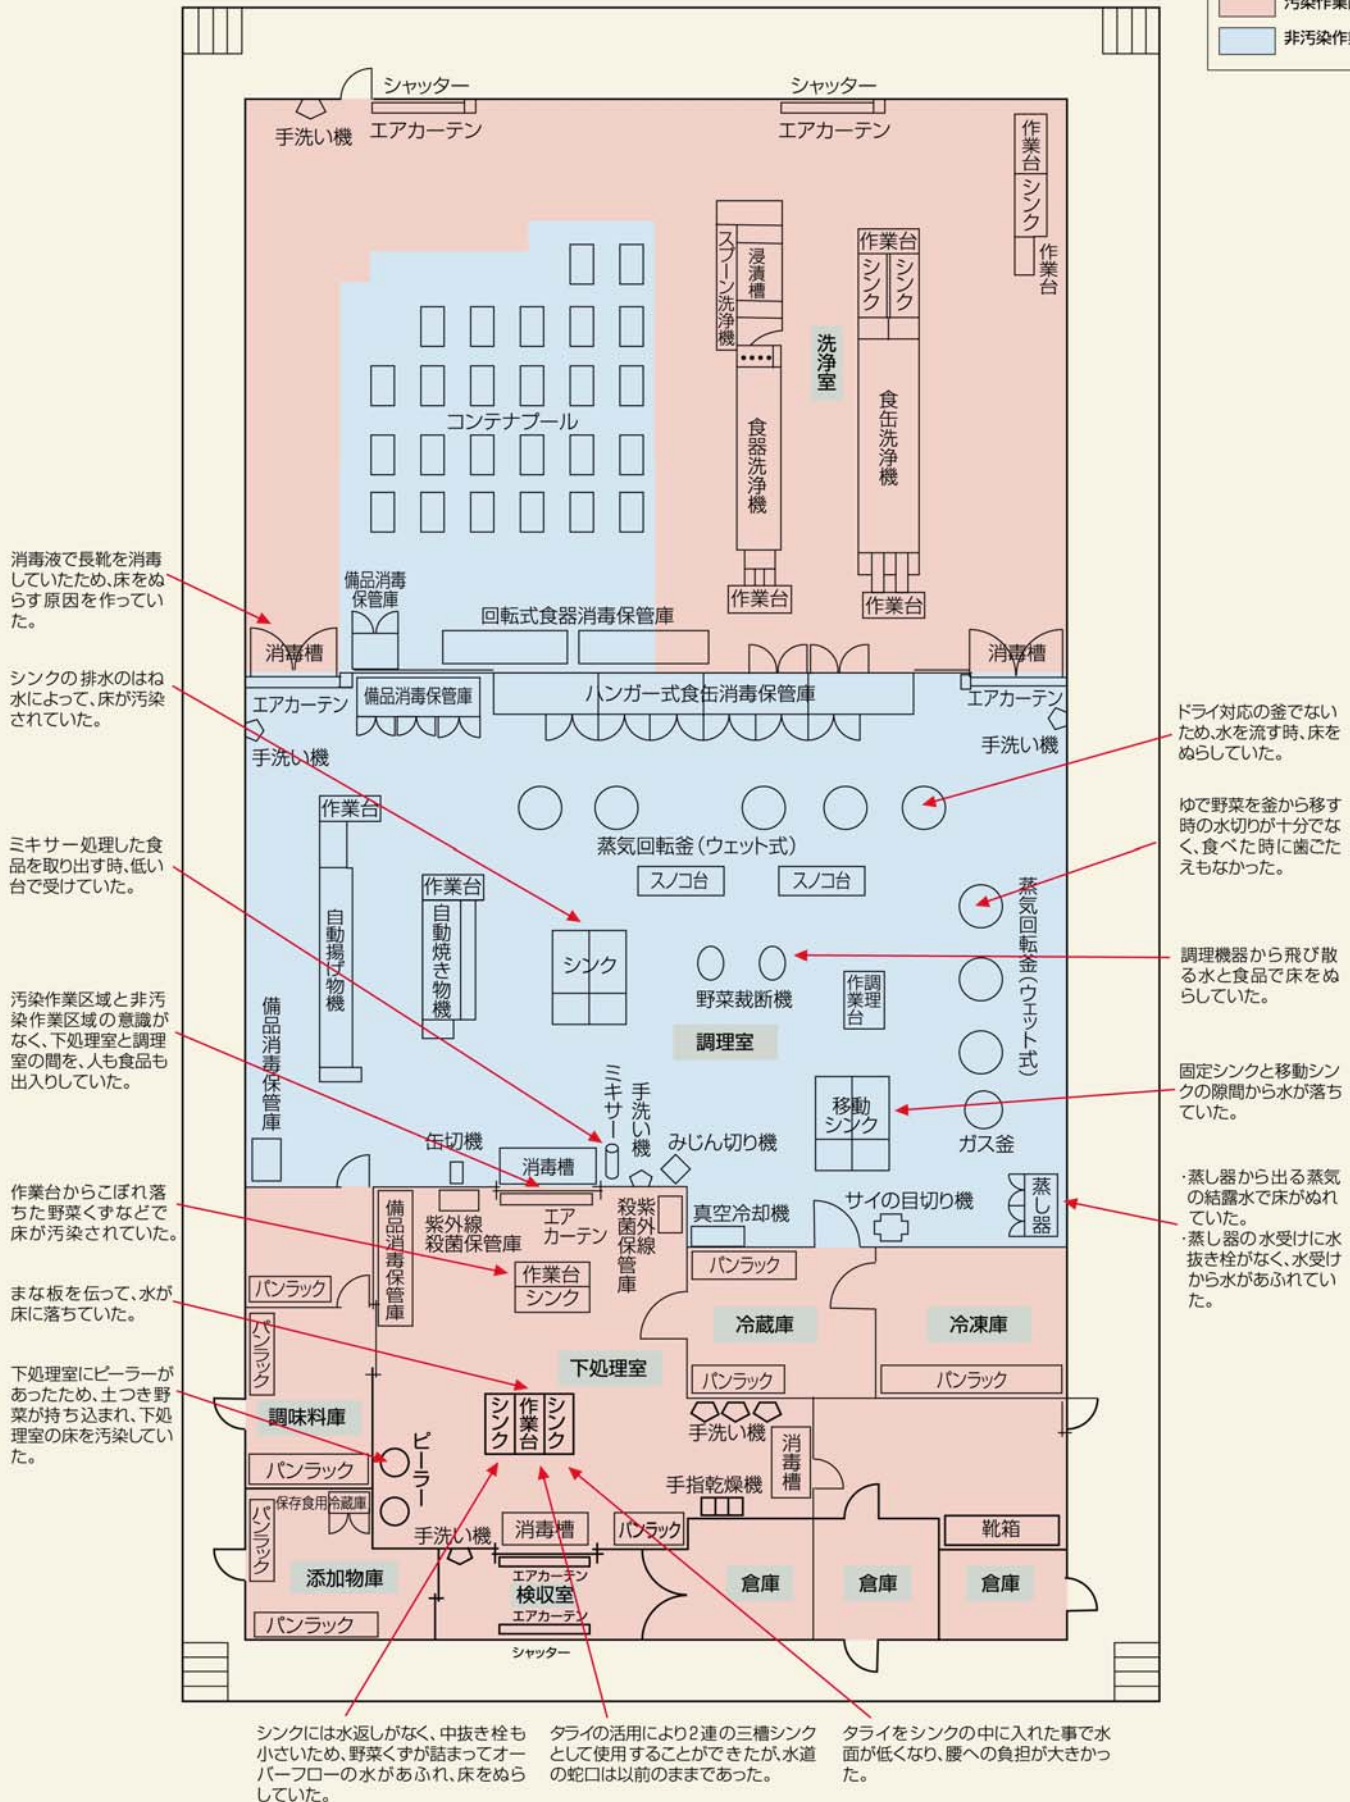 汚染作業
非汚染作業
シャッター
シャッター
手洗い機
エアカーテン
エアカーテン
作業台
シンク
作業台
スプーン洗浄機
浸漬槽
作業台
シンク
シンク
洗浄室
コンテナプール
食器洗浄機
食缶洗浄機
作業台
作業台
備品消毒
保管庫
回転式食器消毒保管庫
消毒槽
消毒槽
エアカーテン
備品消毒保管庫
ハンガー式食缶消毒保管庫
エアカーテン
手洗い機
手洗い機
作業台
蒸気回転釜(ウェット式)
スノコ台
スノコ台
作業台
自動揚げ物機
自動焼き物機
シンク
野菜裁断機
調理
作業台
蒸気回転釜(ウェット式)
調理室
備品消毒保管庫
ミキサー
手洗い機
移動
シンク
ガス釜
缶切機
消毒槽
みじん切り機
備品消毒保管庫
紫外線
殺菌保管庫
エア
カーテン
紫外線
殺菌保管庫
真空冷却機
サイの目切り機
蒸し器
パンラック
作業台
シンク
パンラック
冷蔵庫
冷凍庫
パンラック
下処理室
パンラック
パンラック
調味料庫
シンク
作業台
シンク
手洗い機
消毒槽
ピーラー
パンラック
手指乾燥機
保存食用冷蔵庫
パンラック
手洗い機
消毒槽
パンラック
靴箱
添加物庫
エアカーテン
検収室
エアカーテン
倉庫
倉庫
倉庫
パンラック
シャッター
消毒液で長靴を消毒
していたため、床をぬ
らす原因を作ってい
た。
シンクの排水のはね
水によって、床が汚染
されていた。
ミキサー処理した食
品を取り出す時、低い
台で受けていた。
汚染作業区域と非汚
染作業区域の意識が
なく、下処理室と調理
室の間を、人も食品も
出入りしていた。
作業台からこぼれ落
ちた野菜くずなどで
床が汚染されていた。
まな板を伝って、水が
床に落ちていた。
下処理室にピーラーが
あったため、土つき野
菜が持ち込まれ、下処
理室の床を汚染してい
た。
ドライ対応の釜でない
ため、水を流す時、床を
ぬらしていた。
ゆで野菜を釜から移す
時の水切りが十分でな
く、食べた時に歯ごた
えもなかった。
調理機器から飛び散
る水と食品で床をぬ
らしていた。
固定シンクと移動シン
クの隙間から水が落ち
ていた。
・蒸し器から出る蒸気
の結露水で床がぬれ
ていた。
・蒸し器の水受けに水
抜き栓がなく、水受け
から水があふれてい
た。
シンクには水返しがなく、中抜き栓も
小さいため、野菜くずが詰まってオー
バーフローの水があふれ、床をぬら
していた。
タライの活用により2連の三槽シンク
として使用することができたが、水道
の蛇口は以前のままであった。
タライをシンクの中に入れた事で水
面が低くなり、腰への負担が大きかっ
た。